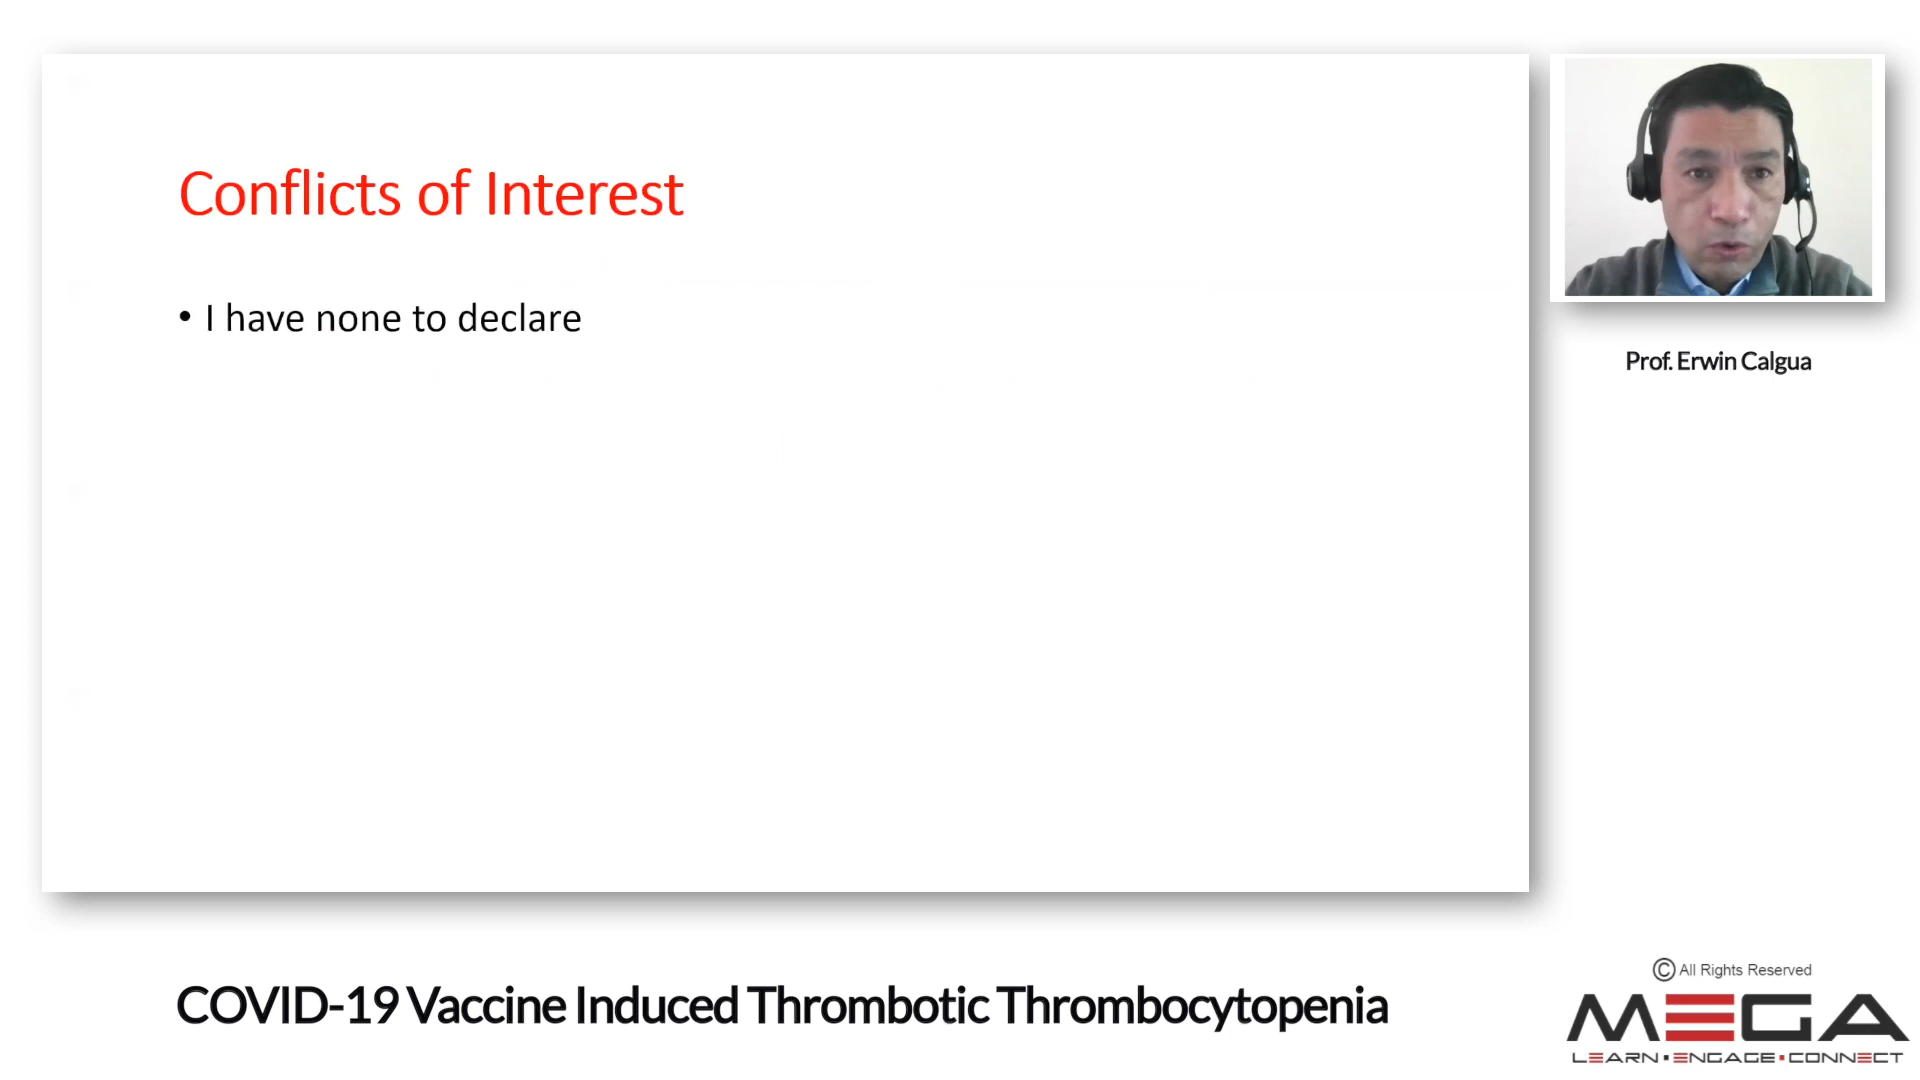 Conflicts of Interest
• I have none to declare
Prof. Erwin Calgua
COVID-19 Vaccine Induced Thrombotic Thrombocytopenia
© All Rights Reserved
MEGA
LEARN▪ENGAGE▪CONNECT